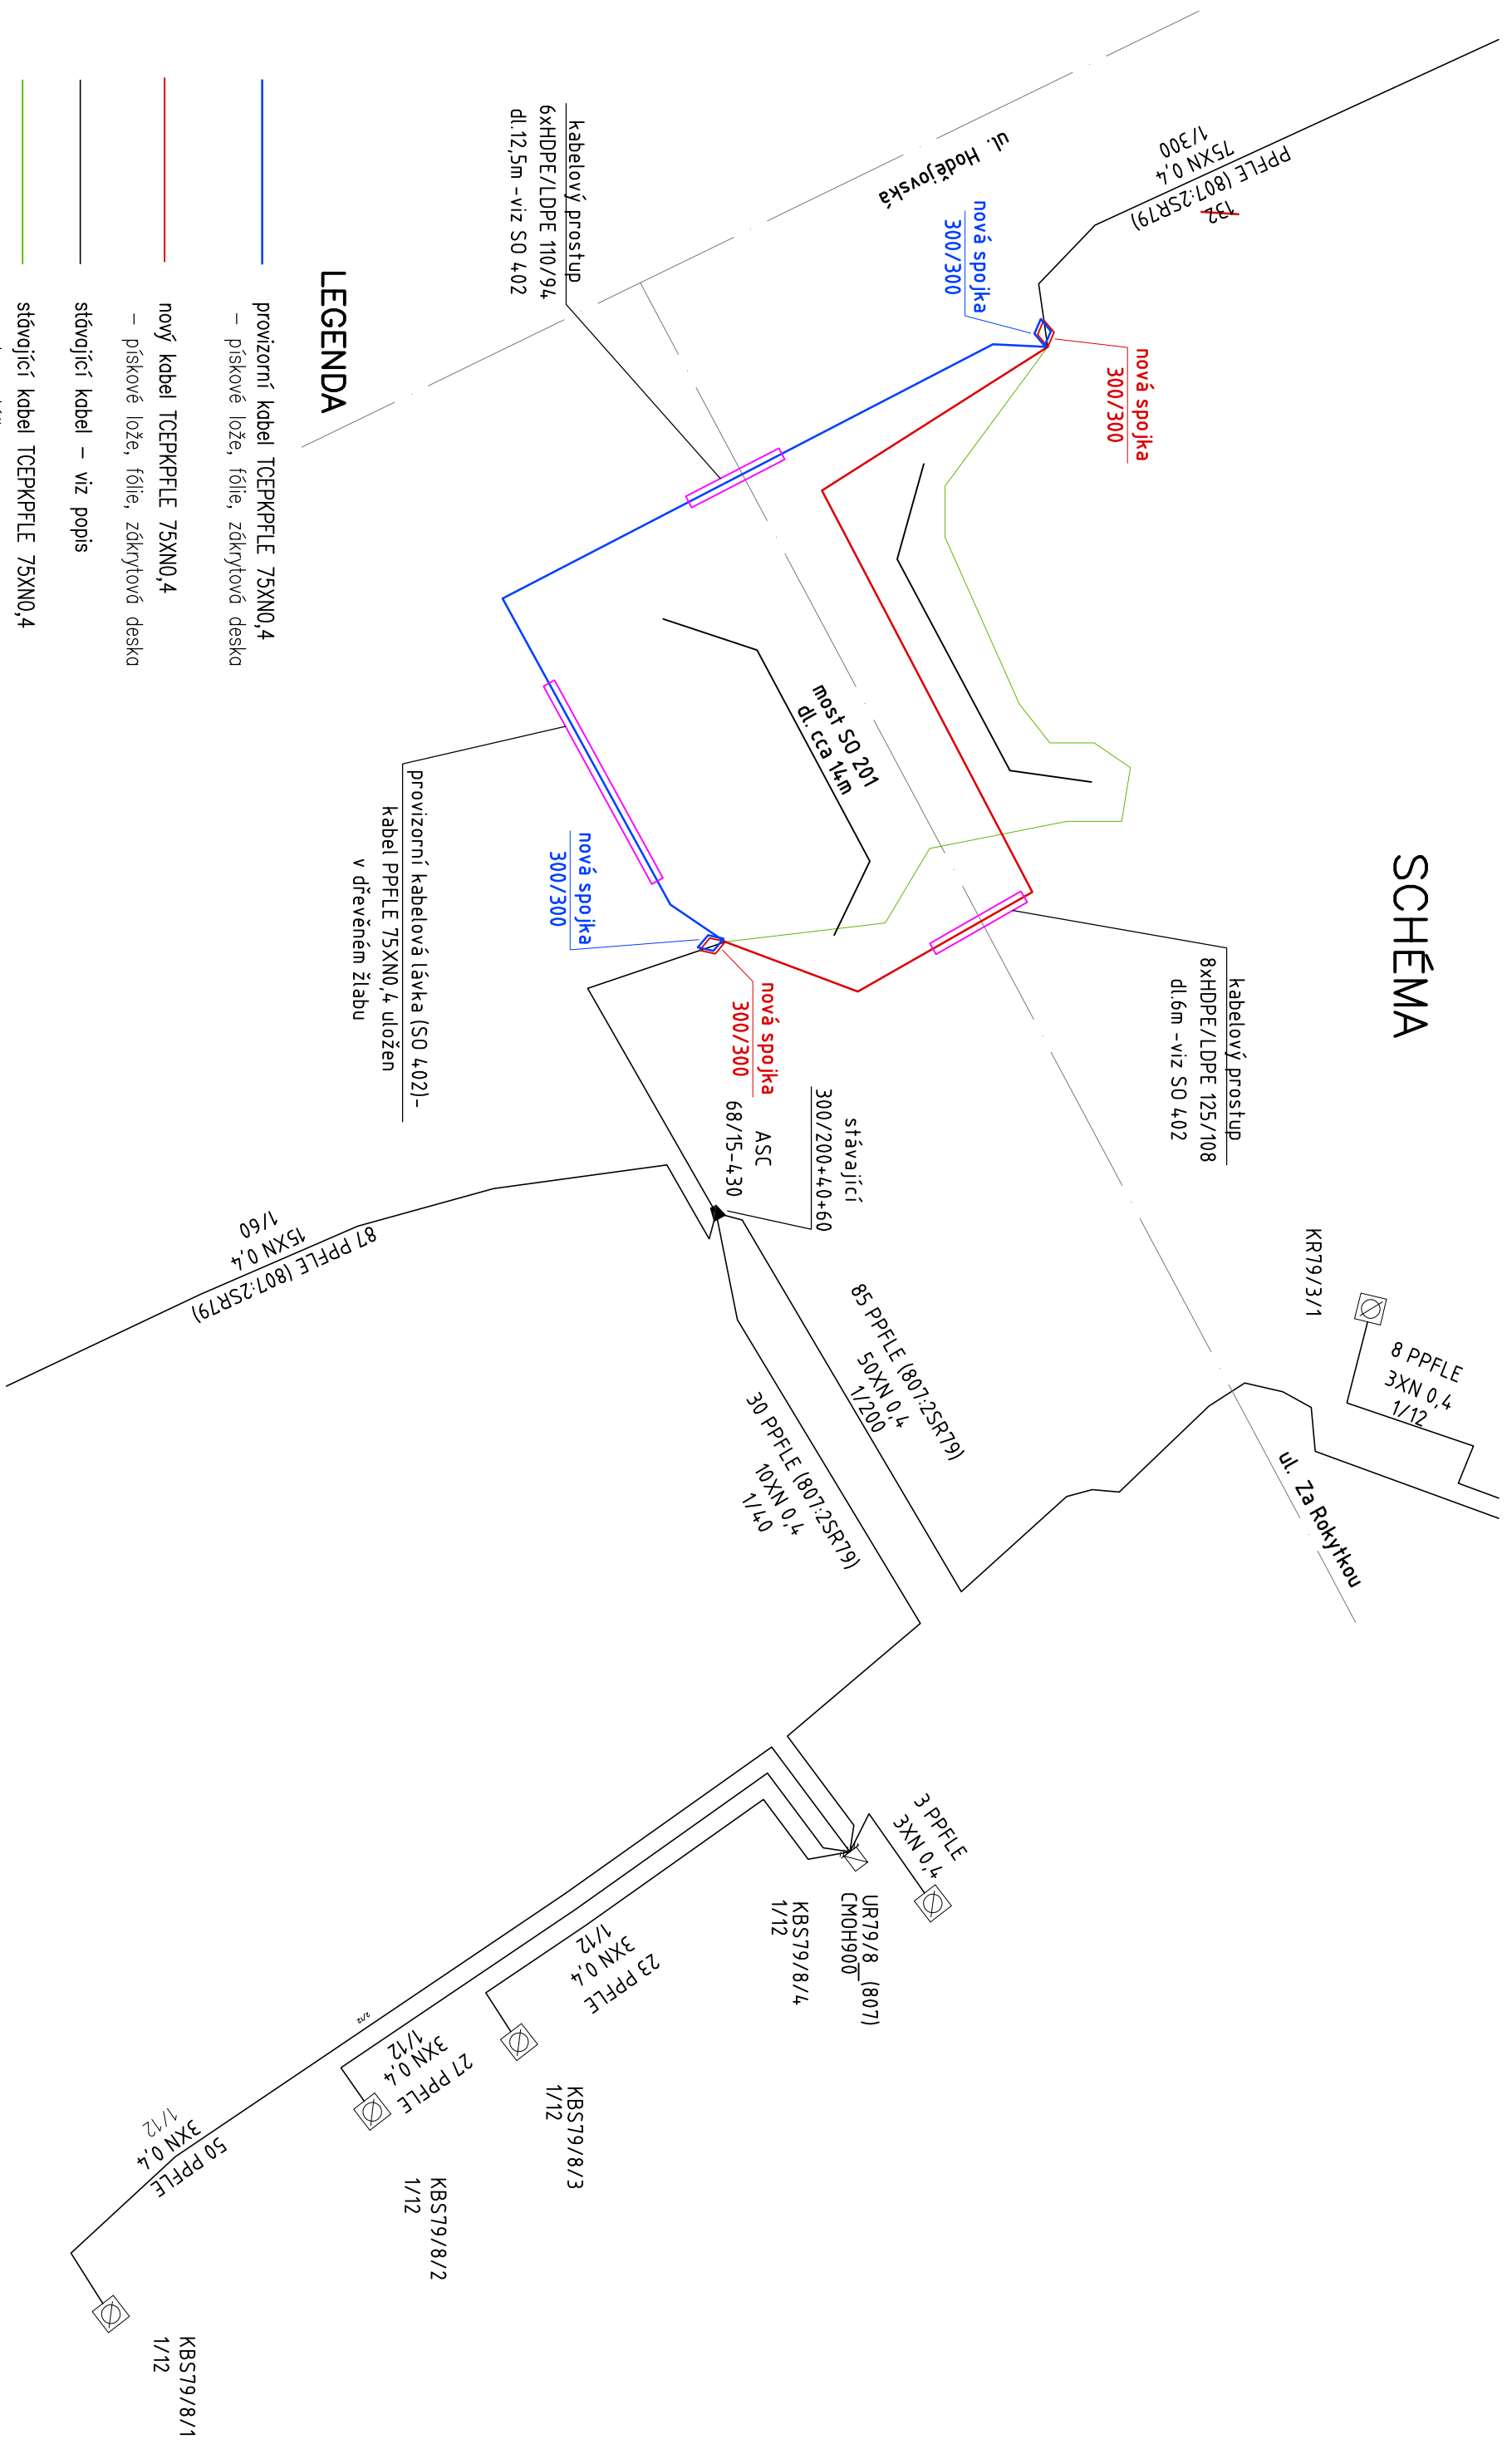 SCHÉMA
132
PPFLE (807:2SR79)
75XN 0,4
1/300
ul. Hodějovská
nová spojka
300/300
nová spojka
300/300
kabelový prostup
6xHDPE/LDPE 110/94
dl.12,5m -viz SO 402
most SO 201
dl. cca 14m
kabelový prostup
8xHDPE/LDPE 125/108
dl.6m -viz SO 402
nová spojka
300/300
nová spojka
300/300
provizorní kabelová lávka (SO 402)-
kabel PPFLE 75XN0,4 uložen
v dřevěném žlabu
stávající
300/200+40+60
ASC
68/15-430
KR79/3/1
8 PPFLE
3XN 0,4
1/12
ul. Za Rokytkou
85 PPFLE (807:2SR79)
50XN 0,4
1/200
30 PPFLE (807:2SR79)
10XN 0,4
1/40
87 PPFLE (807:2SR79)
15XN 0,4
1/60
3 PPFLE
3XN 0,4
UR79/8_(807)
CMOH900
KBS79/8/4
1/12
23 PPFLE
3XN 0,4
1/12
KBS79/8/3
1/12
27 PPFLE
3XN 0,4
1/12
2/12
KBS79/8/2
1/12
50 PPFLE
3XN 0,4
1/12
KBS79/8/1
1/12
LEGENDA
provizorní kabel TCEPKPFLE 75XN0,4
– pískové lože, fólie, zákrytová deska
nový kabel TCEPKPFLE 75XN0,4
– pískové lože, fólie, zákrytová deska
stávající kabel – viz popis
stávající kabel TCEPKPFLE 75XN0,4